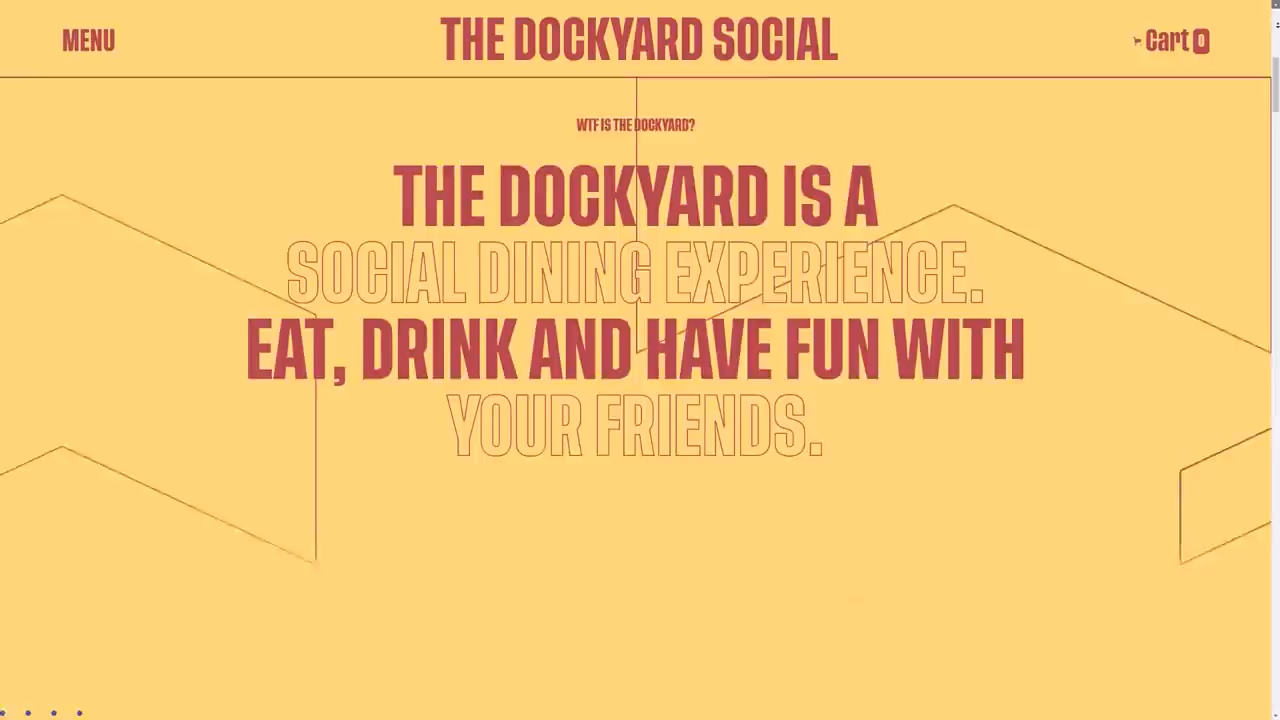 MENU
THE DOCKYARD SOCIAL
Cart 0
WTF IS THE DOCKYARD?
THE DOCKYARD IS A
SOCIAL DINING EXPERIENCE.
EAT, DRINK AND HAVE FUN WITH
YOUR FRIENDS.